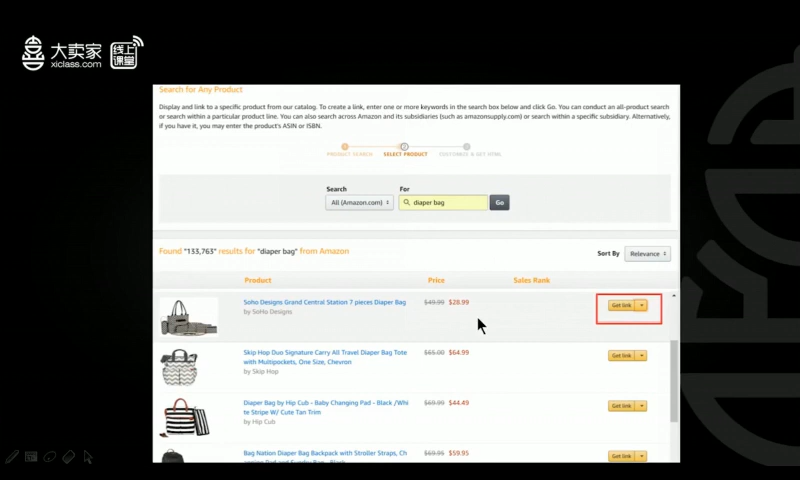 大卖家
xiclass.com
线上
课堂
Search for Any Product
Display and link to a specific product from our catalog. To create a link, enter one or more keywords in the search box below and click Go. You can conduct an all-product search
or search within a particular product line. You can also search across Amazon and its subsidiaries (such as amazonsupply.com) or search within a specific subsidiary. Alternatively,
if you have it, you may enter the product's ASIN or ISBN.
1 2 3
PRODUCT SEARCH SELECT PRODUCT CUSTOMIZE & GET HTML
Search For
All (Amazon.com) diaper bag Go
Found "133,763" results for "diaper bag" from Amazon Sort By Relevance
Product Price Sales Rank
Soho Designs Grand Central Station 7 pieces Diaper Bag $49.99 $28.99 Get link
by SoHo Designs
Skip Hop Duo Signature Carry All Travel Diaper Bag Tote $65.00 $64.99 Get link
with Multipockets, One Size, Chevron
by Skip Hop
Diaper Bag by Hip Cub - Baby Changing Pad - Black /Whi $69.99 $44.49 Get link
te Stripe W/ Cute Tan Trim
by Hip Cub
Bag Nation Diaper Bag Backpack with Stroller Straps, Ch $69.95 $59.95 Get link